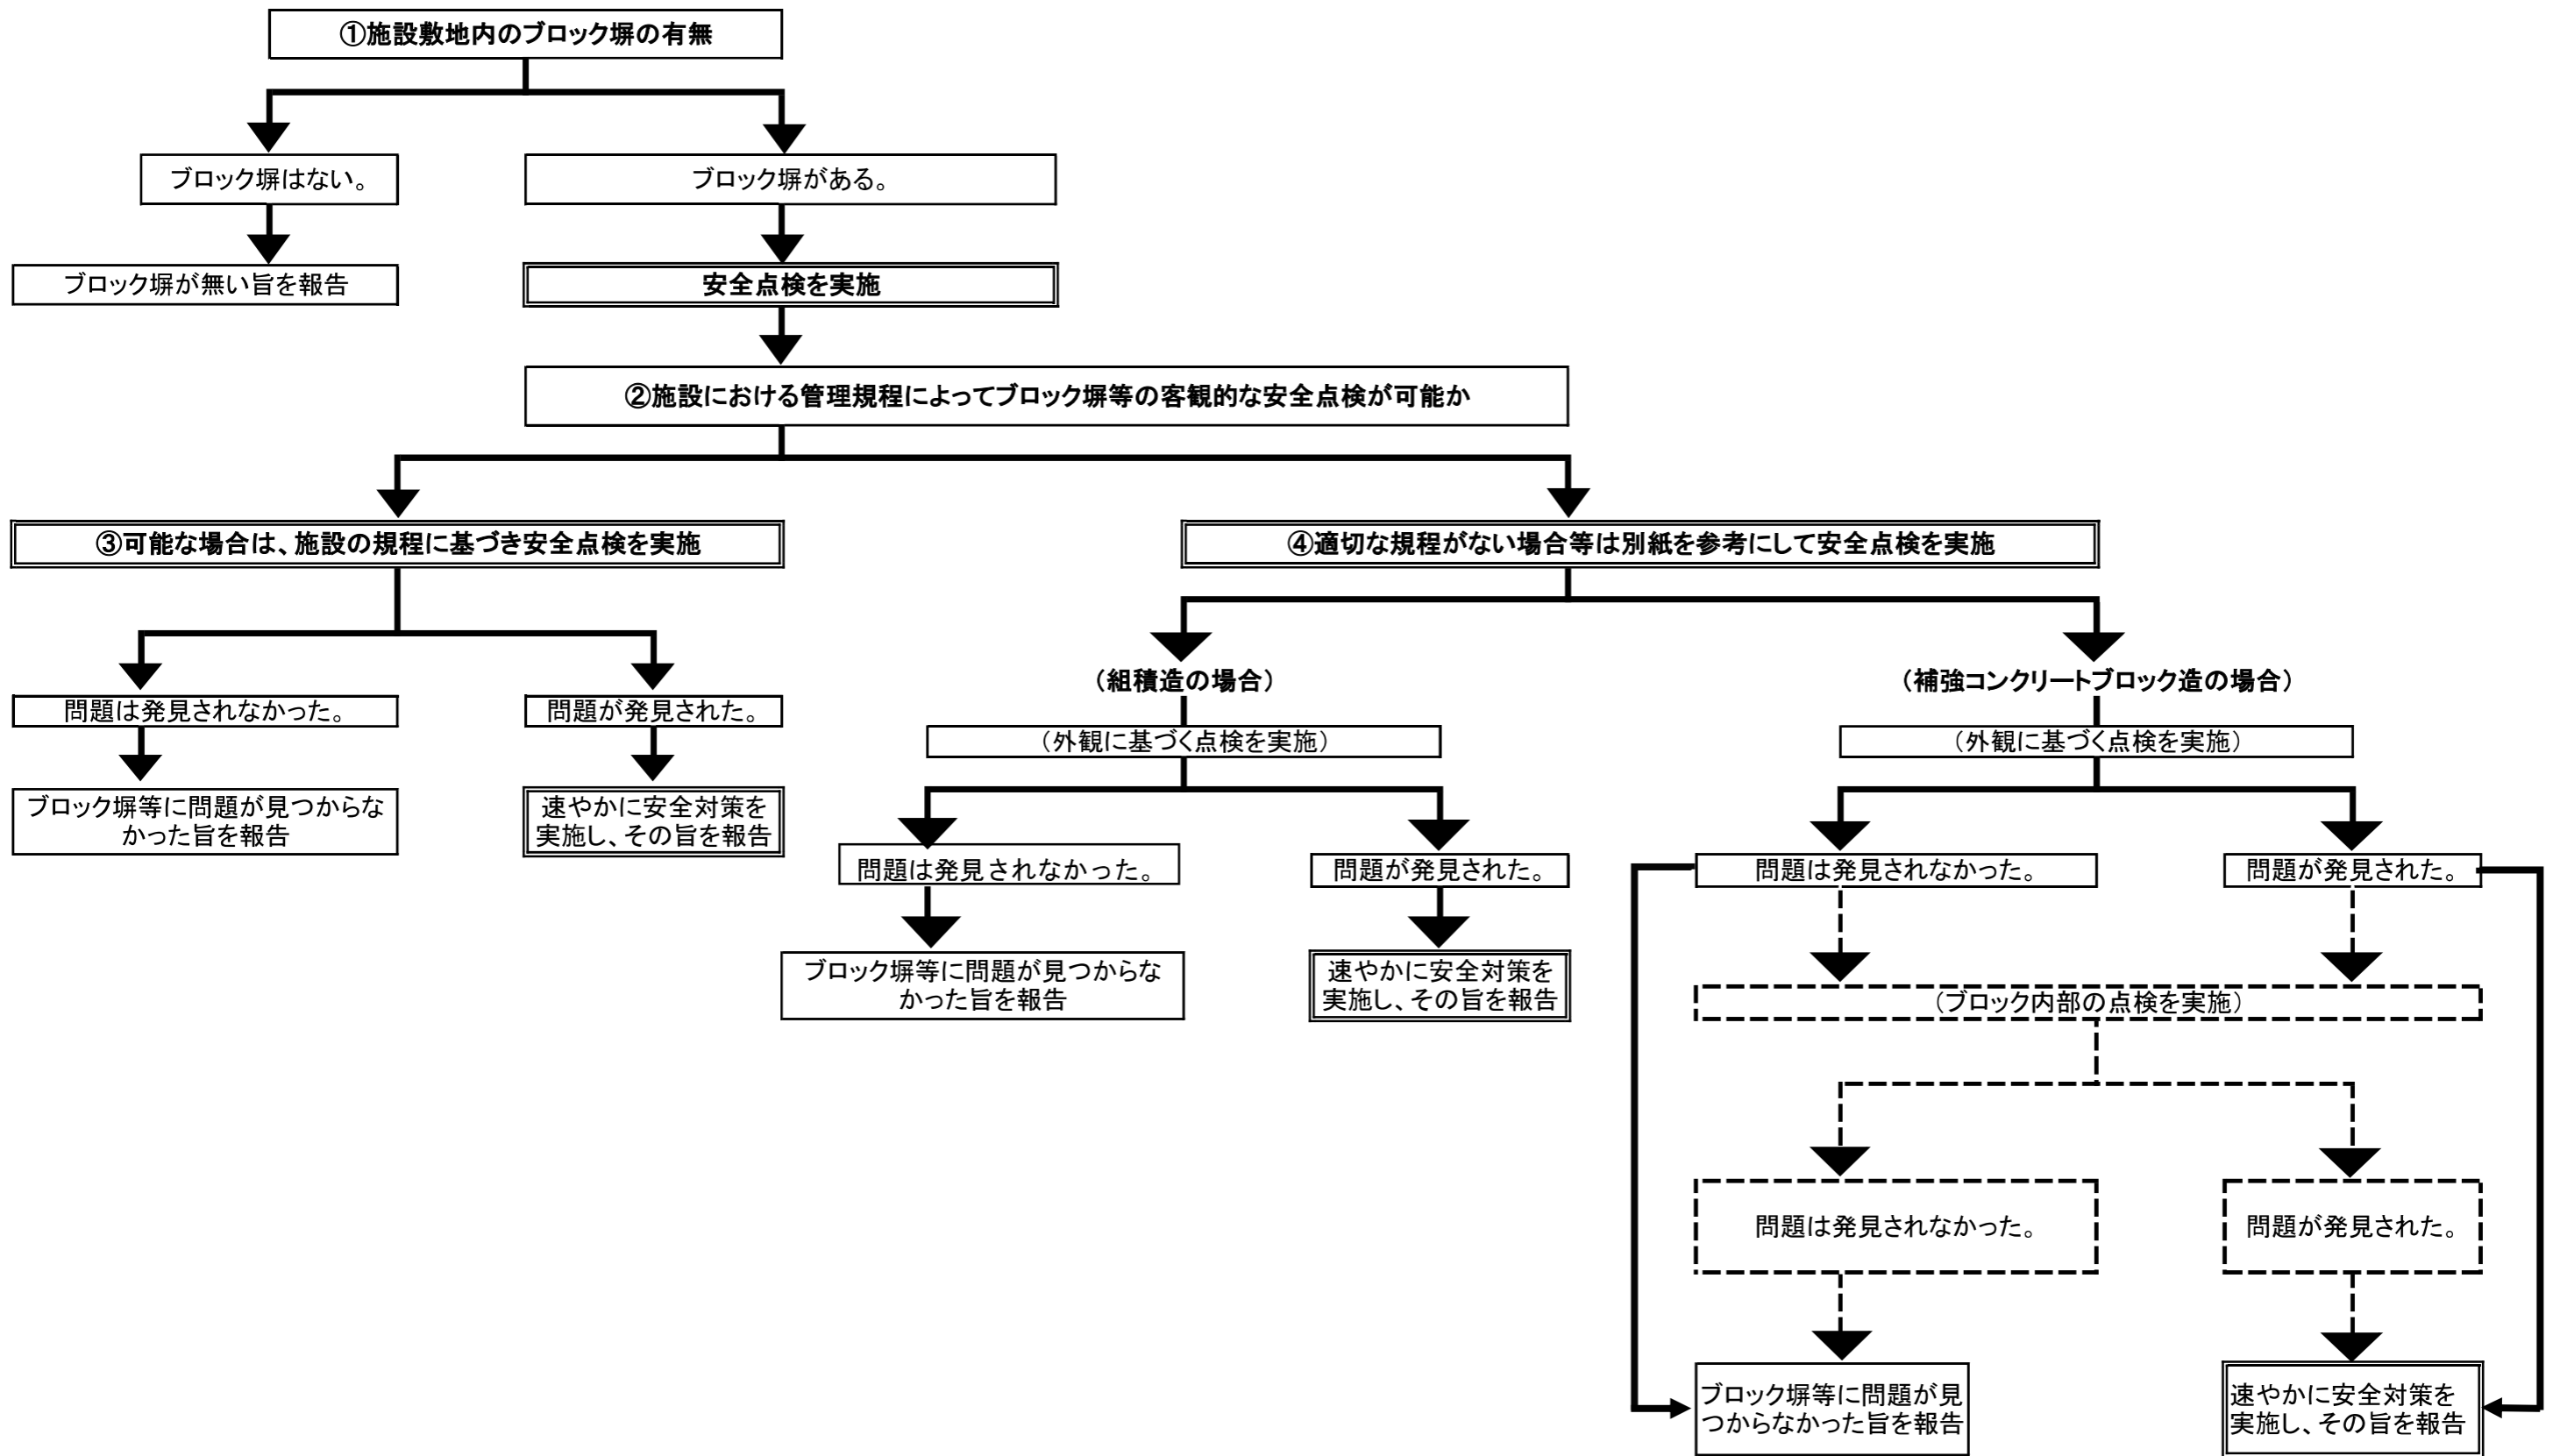 ①施設敷地内のブロック塀の有無
ブロック塀はない。
ブロック塀がある。
ブロック塀が無い旨を報告
安全点検を実施
②施設における管理規程によってブロック塀等の客観的な安全点検が可能か
③可能な場合は、施設の規程に基づき安全点検を実施
④適切な規程がない場合等は別紙を参考にして安全点検を実施
問題は発見されなかった。
問題が発見された。
ブロック塀等に問題が見つからな
かった旨を報告
速やかに安全対策を
実施し、その旨を報告
（組積造の場合）
（補強コンクリートブロック造の場合）
（外観に基づく点検を実施）
（外観に基づく点検を実施）
問題は発見されなかった。
問題が発見された。
ブロック塀等に問題が見つからな
かった旨を報告
速やかに安全対策を
実施し、その旨を報告
問題は発見されなかった。
問題が発見された。
（ブロック内部の点検を実施）
問題は発見されなかった。
問題が発見された。
ブロック塀等に問題が見
つからなかった旨を報告
速やかに安全対策を
実施し、その旨を報告